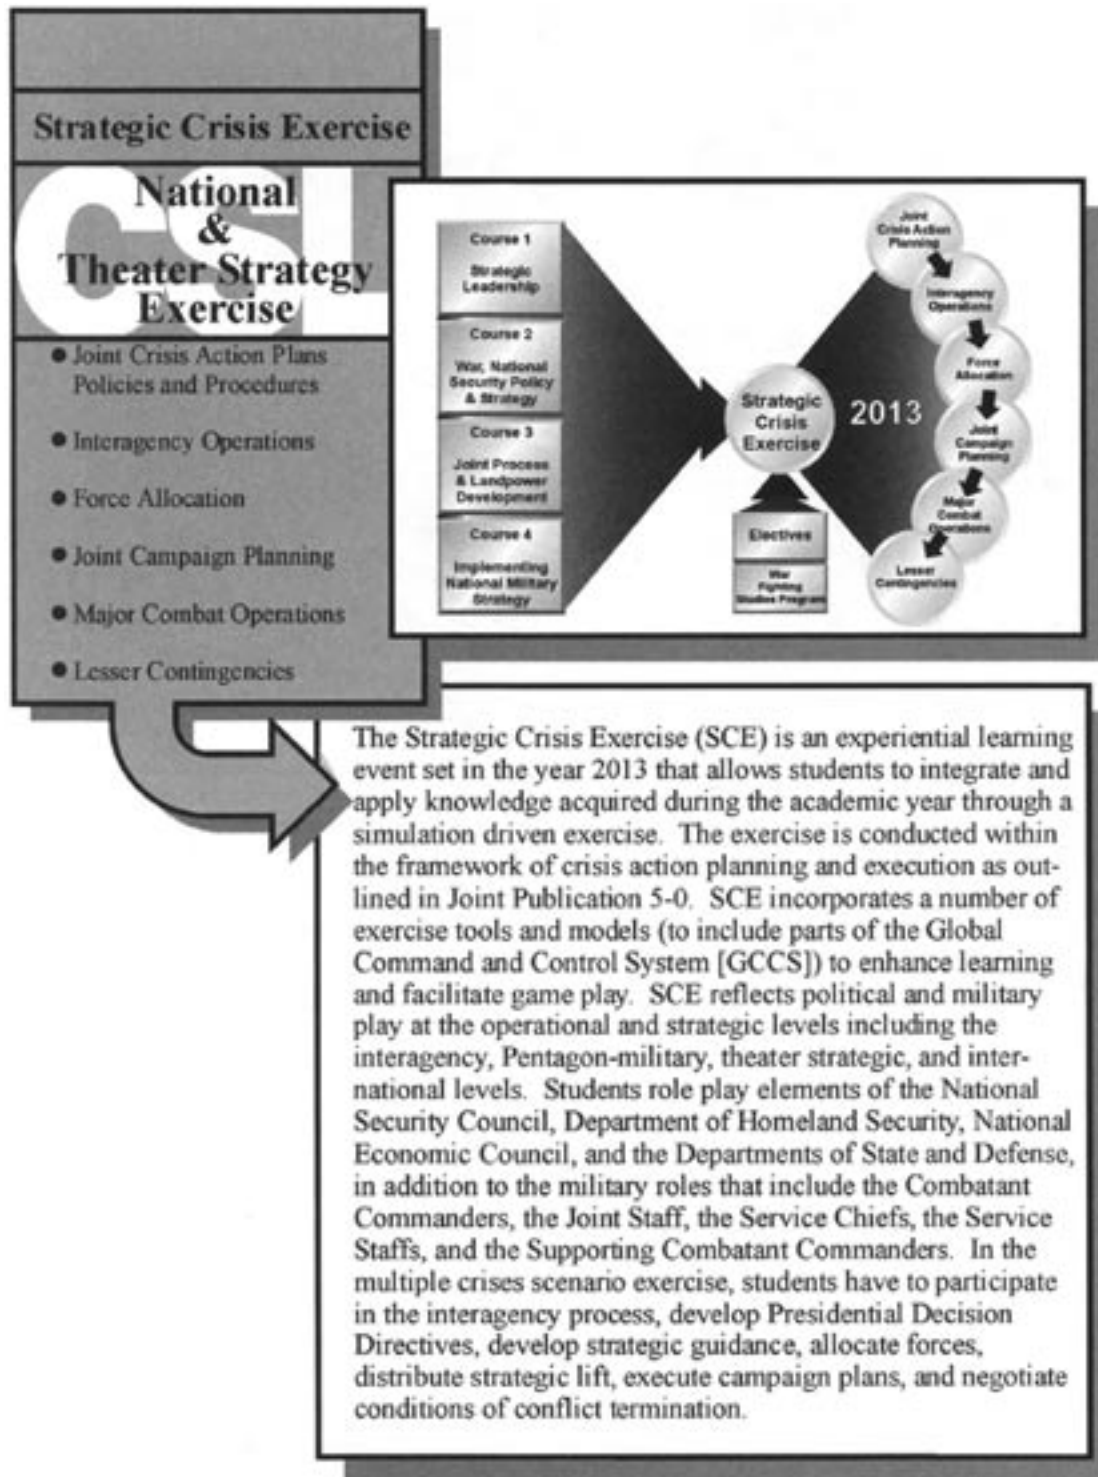 Strategic Crisis Exercise
CSL
National
&
Theater Strategy
Exercise
● Joint Crisis Action Plans
Policies and Procedures
● Interagency Operations
● Force Allocation
● Joint Campaign Planning
● Major Combat Operations
● Lesser Contingencies
Course 1
Strategic
Leadership
Course 2
War, National
Security Policy
& Strategy
Course 3
Joint Process
& Landpower
Development
Course 4
Implementing
National Military
Strategy
Strategic
Crisis
Exercise
2013
Electives
War
Fighting
Studies Program
Joint
Crisis Action
Planning
Interagency
Operations
Force
Allocation
Joint
Campaign
Planning
Major
Combat
Operations
Lesser
Contingencies
The Strategic Crisis Exercise (SCE) is an experiential learning
event set in the year 2013 that allows students to integrate and
apply knowledge acquired during the academic year through a
simulation driven exercise.  The exercise is conducted within
the framework of crisis action planning and execution as out-
lined in Joint Publication 5-0.  SCE incorporates a number of
exercise tools and models (to include parts of the Global
Command and Control System [GCCS]) to enhance learning
and facilitate game play.  SCE reflects political and military
play at the operational and strategic levels including the
interagency, Pentagon-military, theater strategic, and inter-
national levels.  Students role play elements of the National
Security Council, Department of Homeland Security, National
Economic Council, and the Departments of State and Defense,
in addition to the military roles that include the Combatant
Commanders, the Joint Staff, the Service Chiefs, the Service
Staffs, and the Supporting Combatant Commanders.  In the
multiple crises scenario exercise, students have to participate
in the interagency process, develop Presidential Decision
Directives, develop strategic guidance, allocate forces,
distribute strategic lift, execute campaign plans, and negotiate
conditions of conflict termination.